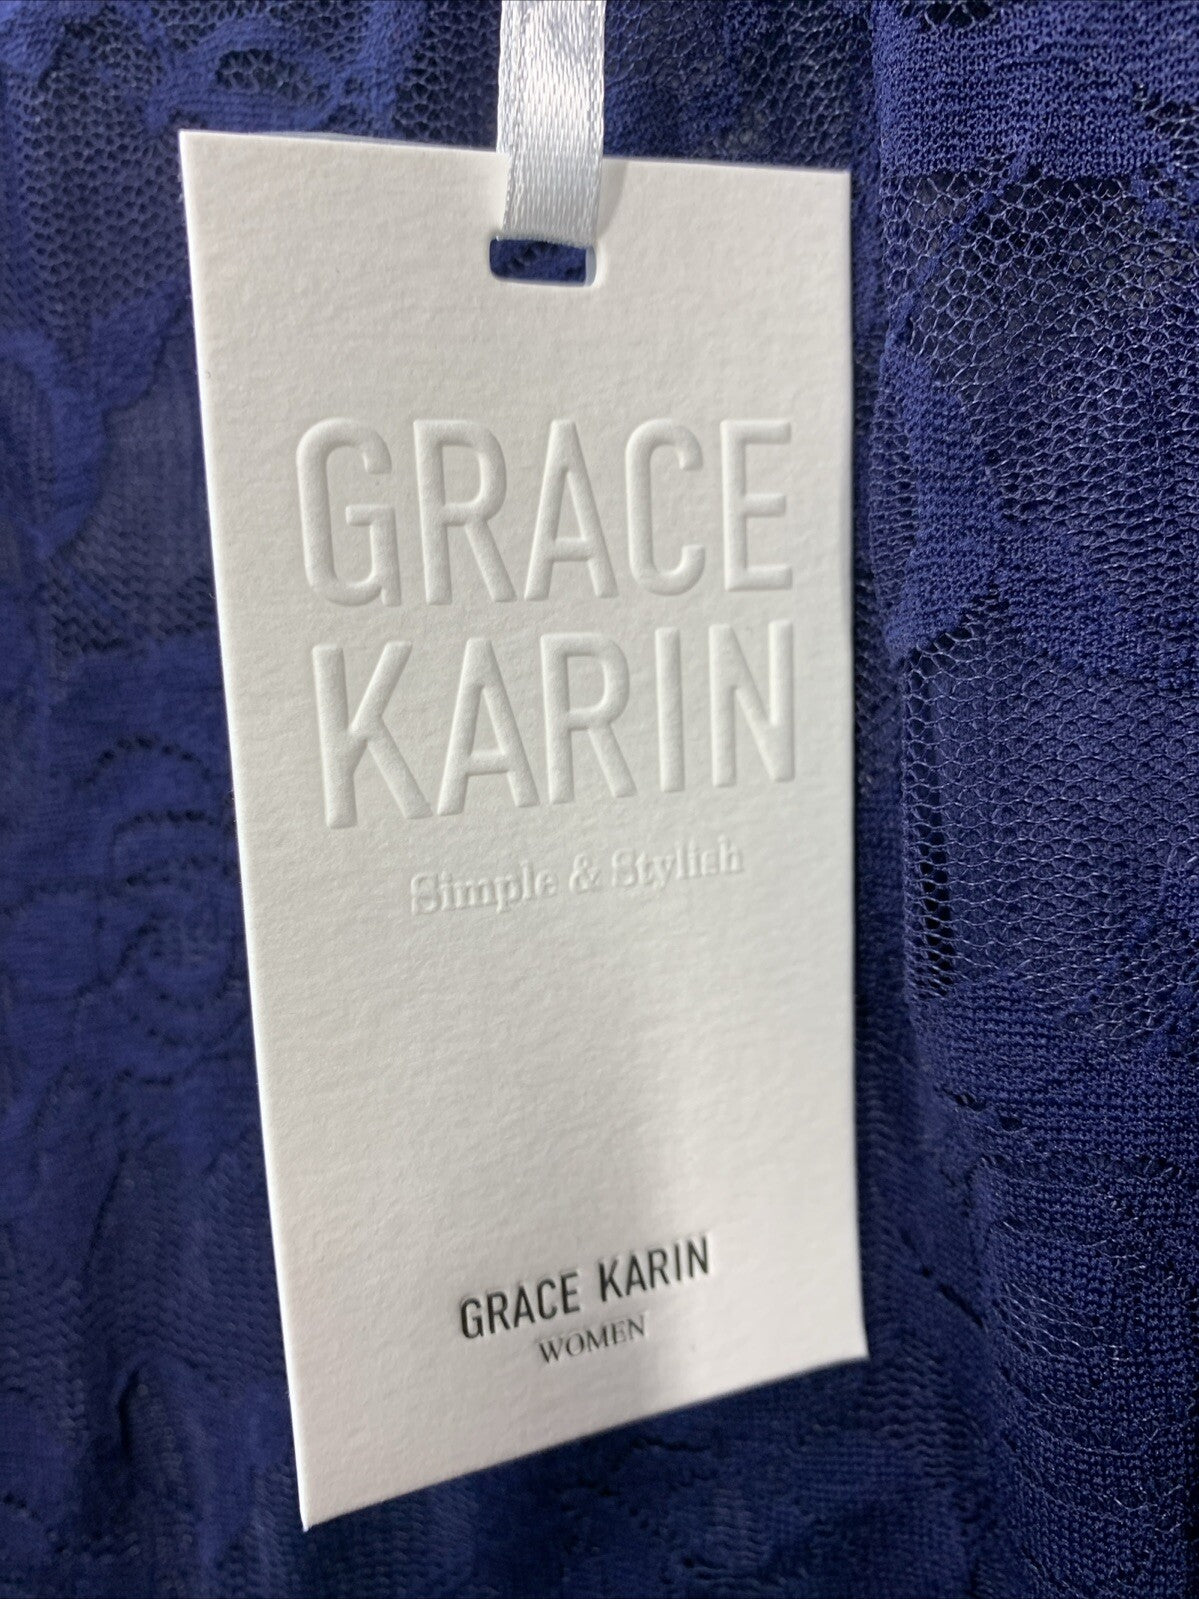 GRACE
KARIN
Simple & Stylish
GRACE KARIN
WOMEN